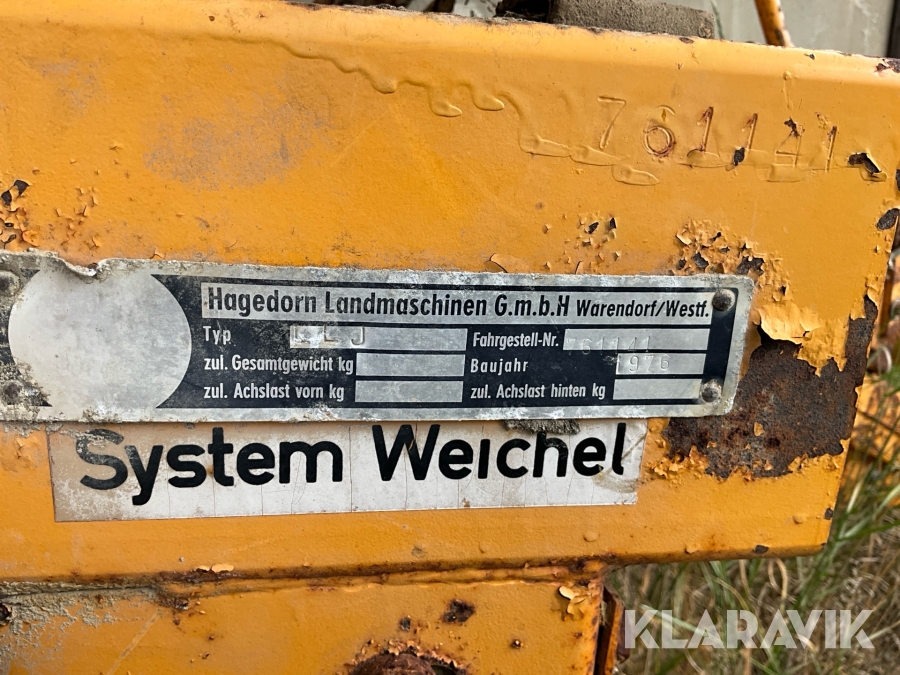 761141
Hagedorn Landmaschinen G.m.b.H Warendorf/Westf.
Typ Fahrgestell-Nr. 761141
zul. Gesamtgewicht kg Baujahr 1976
zul. Achslast vorn kg zul. Achslast hinten kg
System Weichel
KLARAVIK